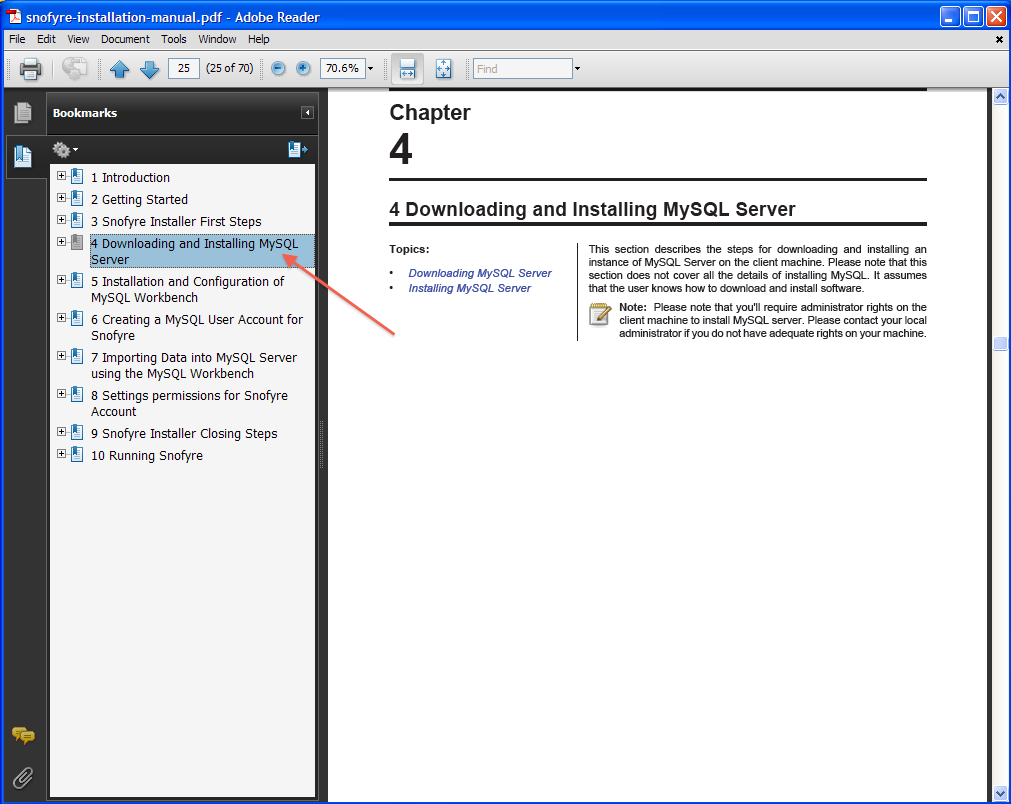 snofyre-installation-manual.pdf - Adobe Reader
File Edit View Document Tools Window Help
25 (25 of 70) 70.6% Find
Bookmarks
1 Introduction
2 Getting Started
3 Snofyre Installer First Steps
4 Downloading and Installing MySQL
Server
5 Installation and Configuration of
MySQL Workbench
6 Creating a MySQL User Account for
Snofyre
7 Importing Data into MySQL Server
using the MySQL Workbench
8 Settings permissions for Snofyre
Account
9 Snofyre Installer Closing Steps
10 Running Snofyre
Chapter
4
4 Downloading and Installing MySQL Server
Topics:
• Downloading MySQL Server
• Installing MySQL Server
This section describes the steps for downloading and installing an
instance of MySQL Server on the client machine. Please note that this
section does not cover all the details of installing MySQL. It assumes
that the user knows how to download and install software.
Note: Please note that you'll require administrator rights on the
client machine to install MySQL server. Please contact your local
administrator if you do not have adequate rights on your machine.